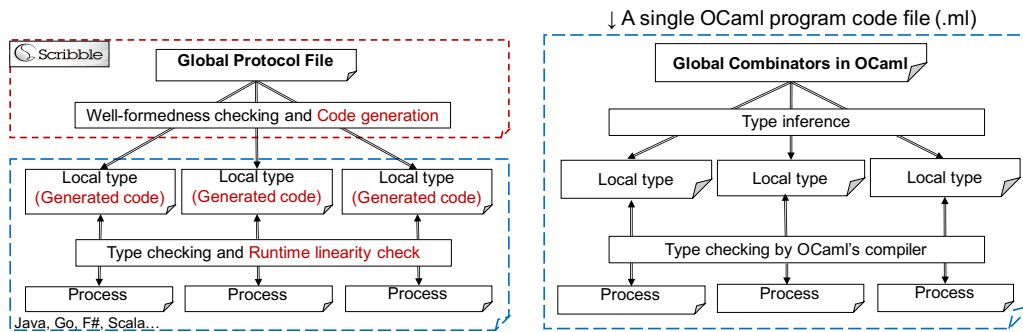 Scribble
Global Protocol File
Well-formedness checking and Code generation
Local type
(Generated code)
Local type
(Generated code)
Local type
(Generated code)
Type checking and Runtime linearity check
Process
Process
Process
Java, Go, F#, Scala...
↓ A single OCaml program code file (.ml)
Global Combinators in OCaml
Type inference
Local type
Local type
Local type
Type checking by OCaml's compiler
Process
Process
Process